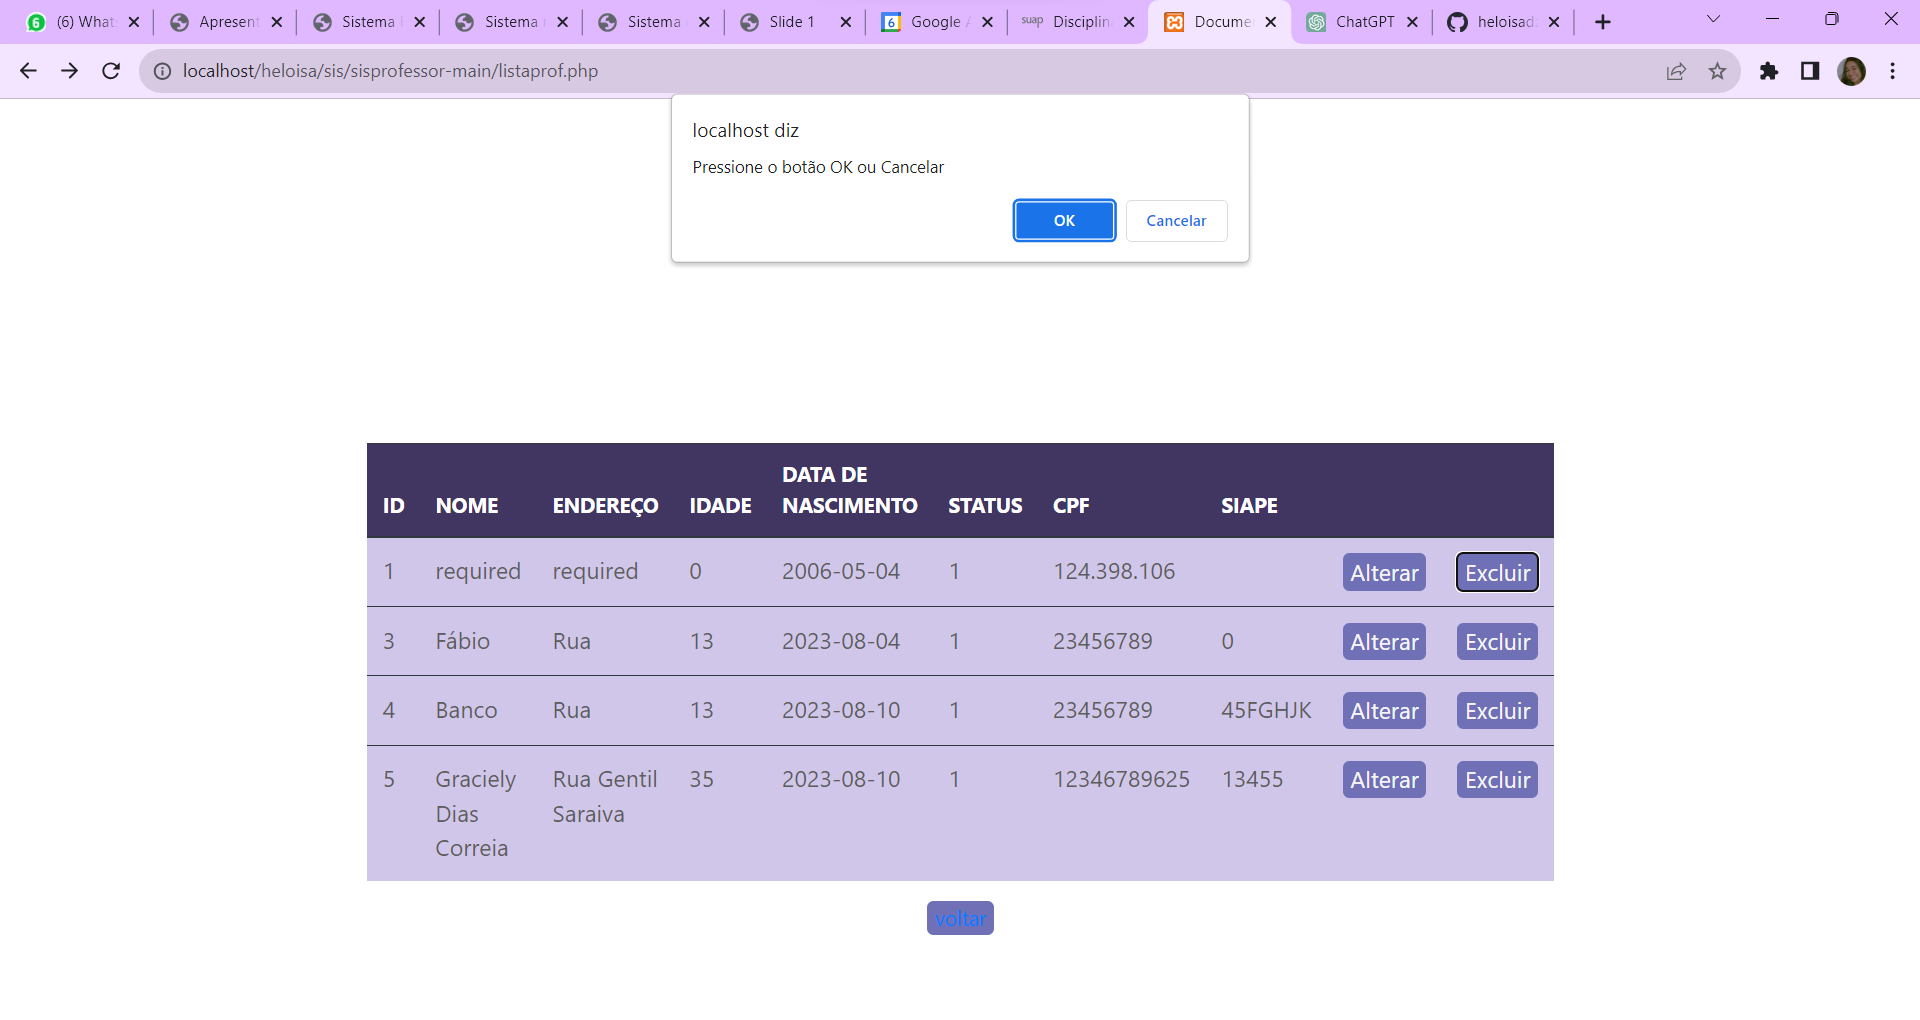 (6) What
Apresent
Sistema
Sistema
Sistema
Slide 1
Google
suap Disciplin
Docume
ChatGPT
heloisad
localhost/heloisa/sis/sisprofessor-main/listaprof.php
localhost diz
Pressione o botão OK ou Cancelar
OK Cancelar
ID NOME ENDEREÇO IDADE DATA DE NASCIMENTO STATUS CPF SIAPE
1 required required 0 2006-05-04 1 124.398.106 Alterar Excluir
3 Fábio Rua 13 2023-08-04 1 23456789 0 Alterar Excluir
4 Banco Rua 13 2023-08-10 1 23456789 45FGHJK Alterar Excluir
5 Graciely Rua Gentil 35 2023-08-10 1 12346789625 13455 Alterar Excluir
Dias Saraiva
Correia
voltar